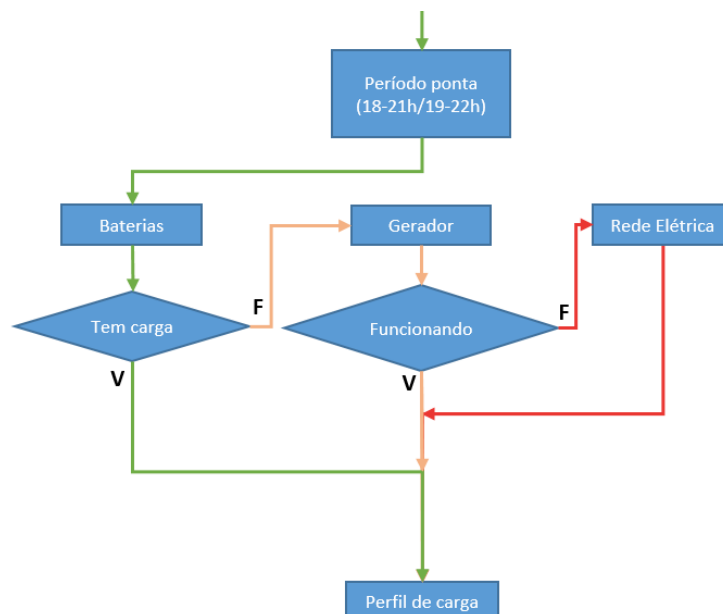 Período ponta
(18-21h/19-22h)
Baterias
Gerador
Rede Elétrica
Tem carga
F
Funcionando
F
V
V
Perfil de carga